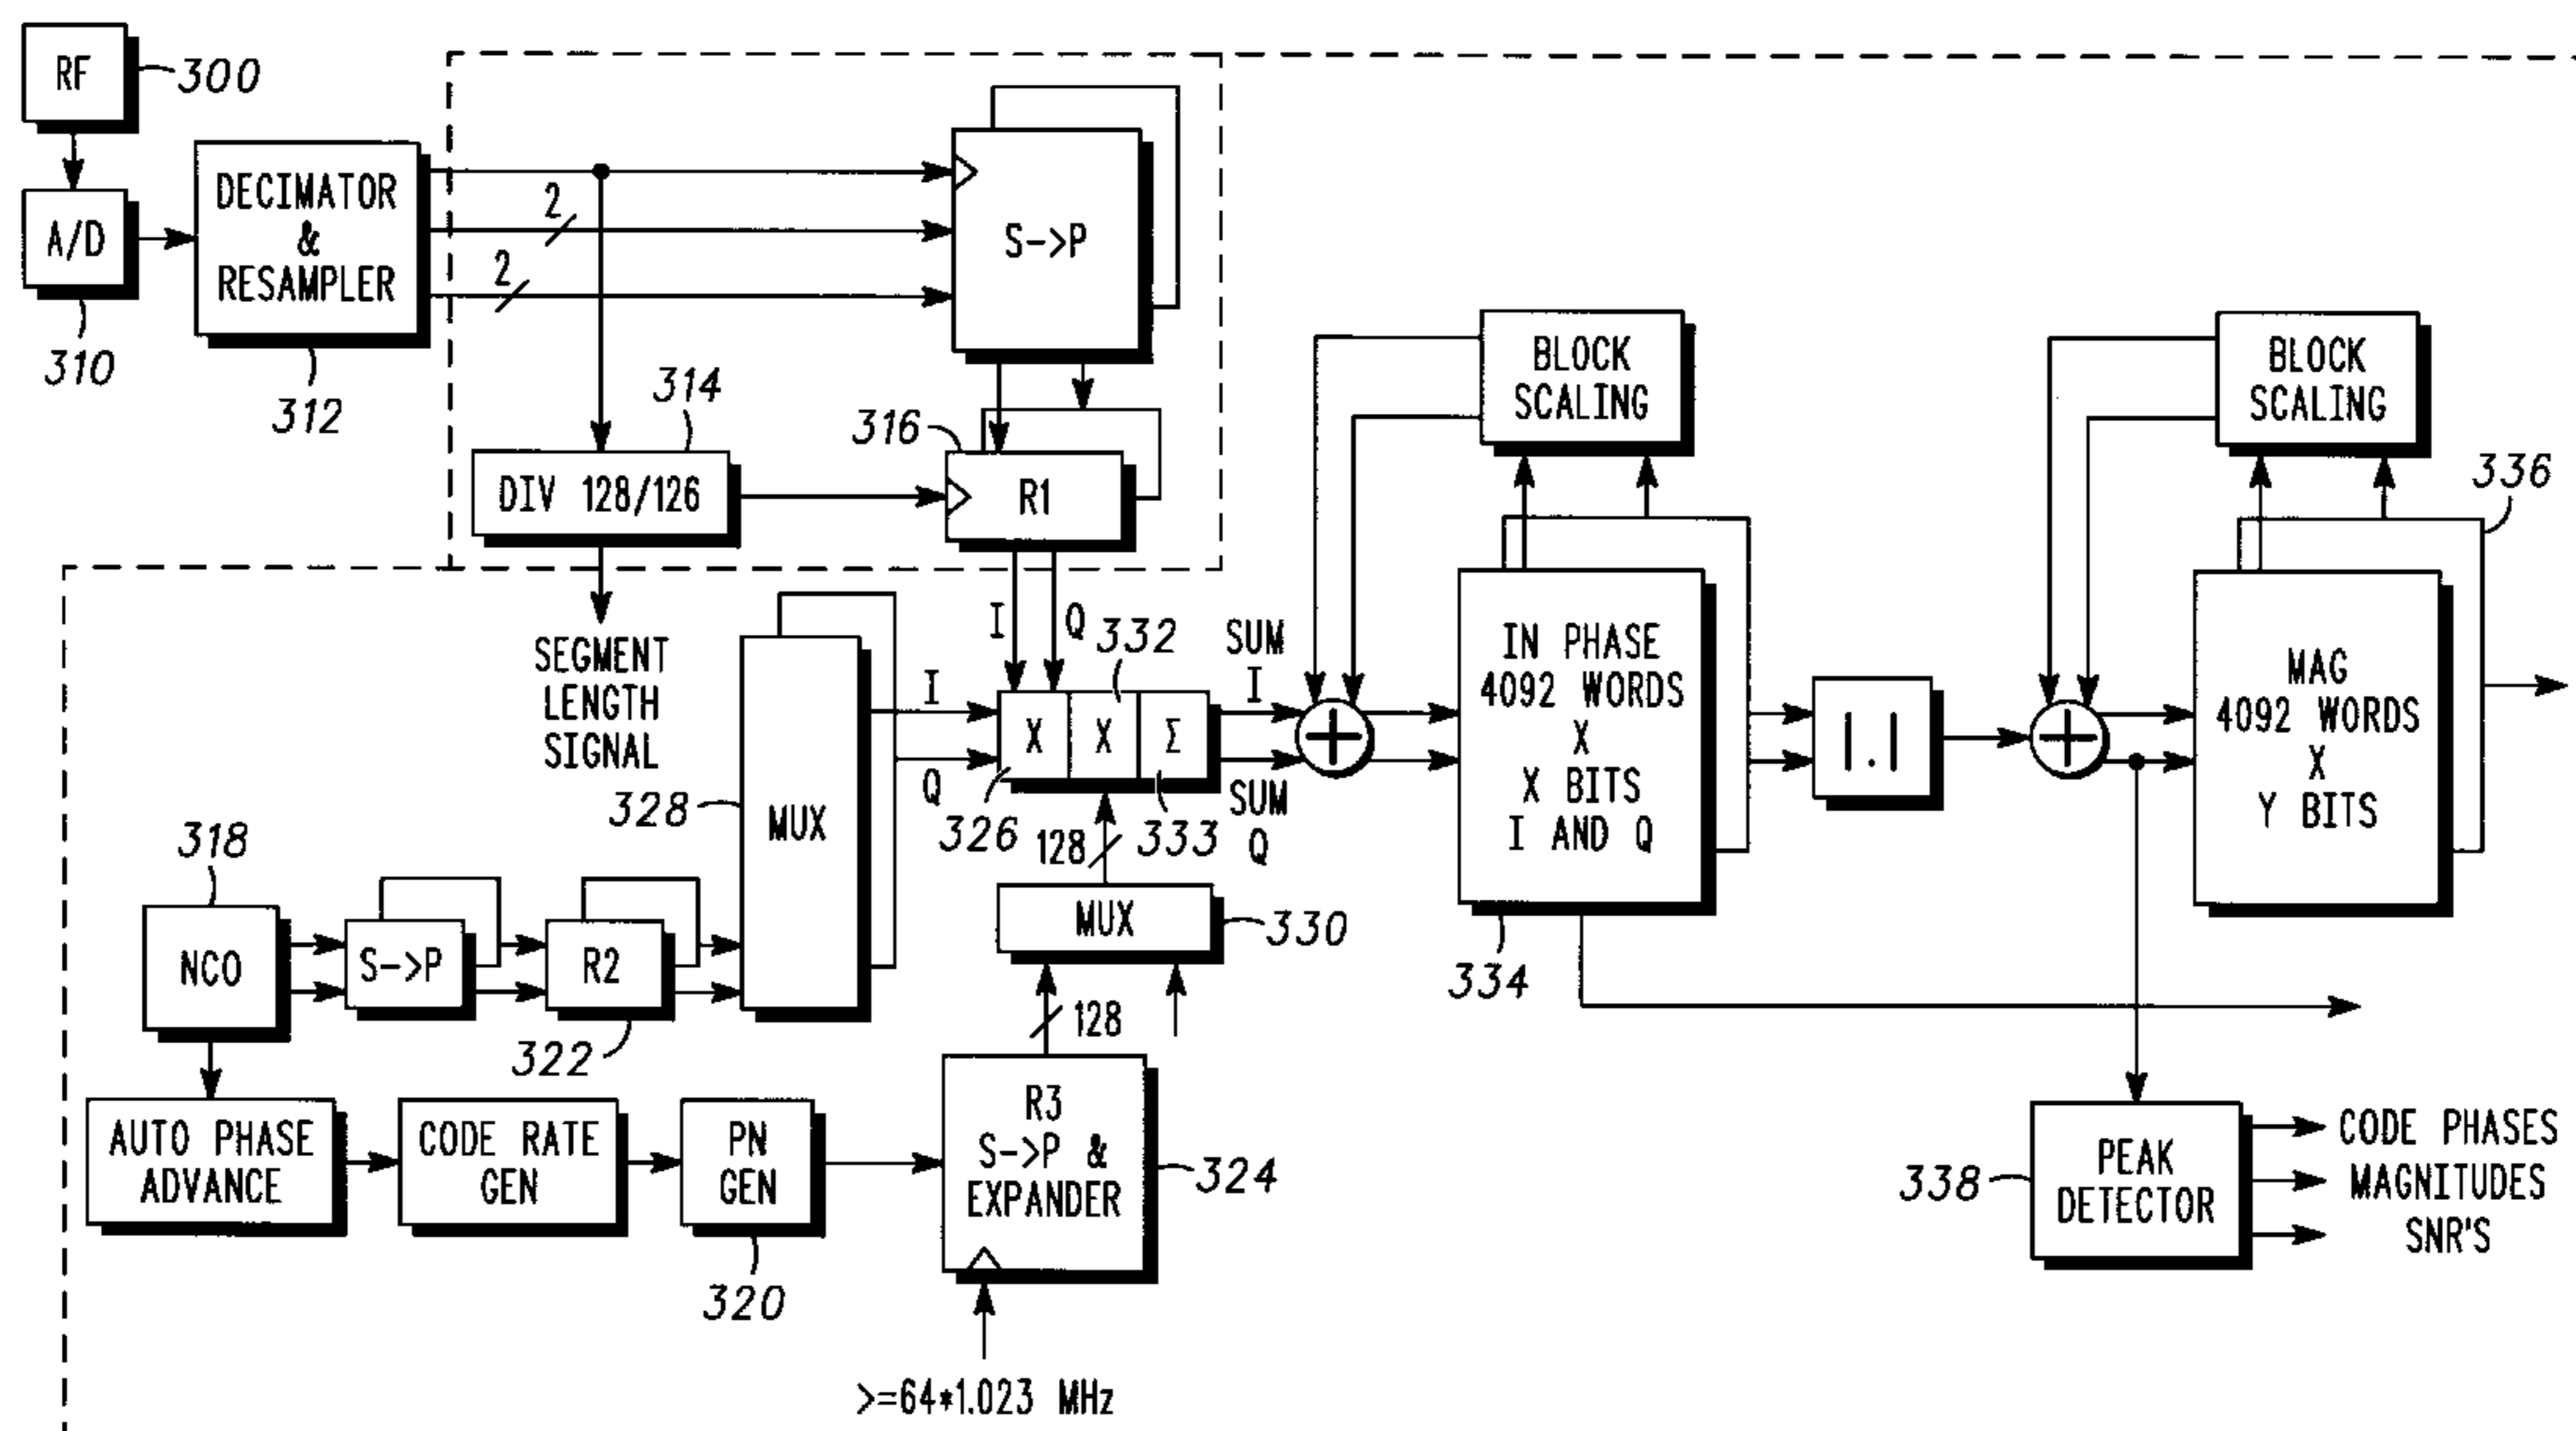 RF
300
A/D
310
DECIMATOR
&
RESAMPLER
312
2
2
S->P
DIV 128/126
314
316
R1
SEGMENT
LENGTH
SIGNAL
I
Q
BLOCK
SCALING
BLOCK
SCALING
336
328
MUX
I
Q
X
X
Σ
326
332
333
SUM
I
SUM
Q
IN PHASE
4092 WORDS
X
X BITS
I AND Q
334
|.|
MAG
4092 WORDS
X
Y BITS
318
NCO
S->P
R2
322
128
MUX
330
128
AUTO PHASE
ADVANCE
CODE RATE
GEN
PN
GEN
320
R3
S->P &
EXPANDER
324
>=64*1.023 MHz
338
PEAK
DETECTOR
CODE PHASES
MAGNITUDES
SNR'S